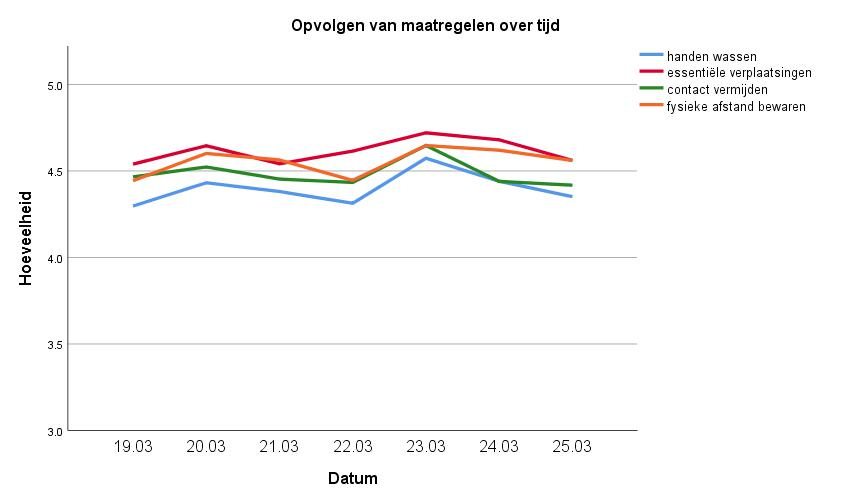 Opvolgen van maatregelen over tijd
handen wassen
essentiële verplaatsingen
contact vermijden
fysieke afstand bewaren
Hoeveelheid
5.0
4.5
4.0
3.5
3.0
19.03 20.03 21.03 22.03 23.03 24.03 25.03
Datum